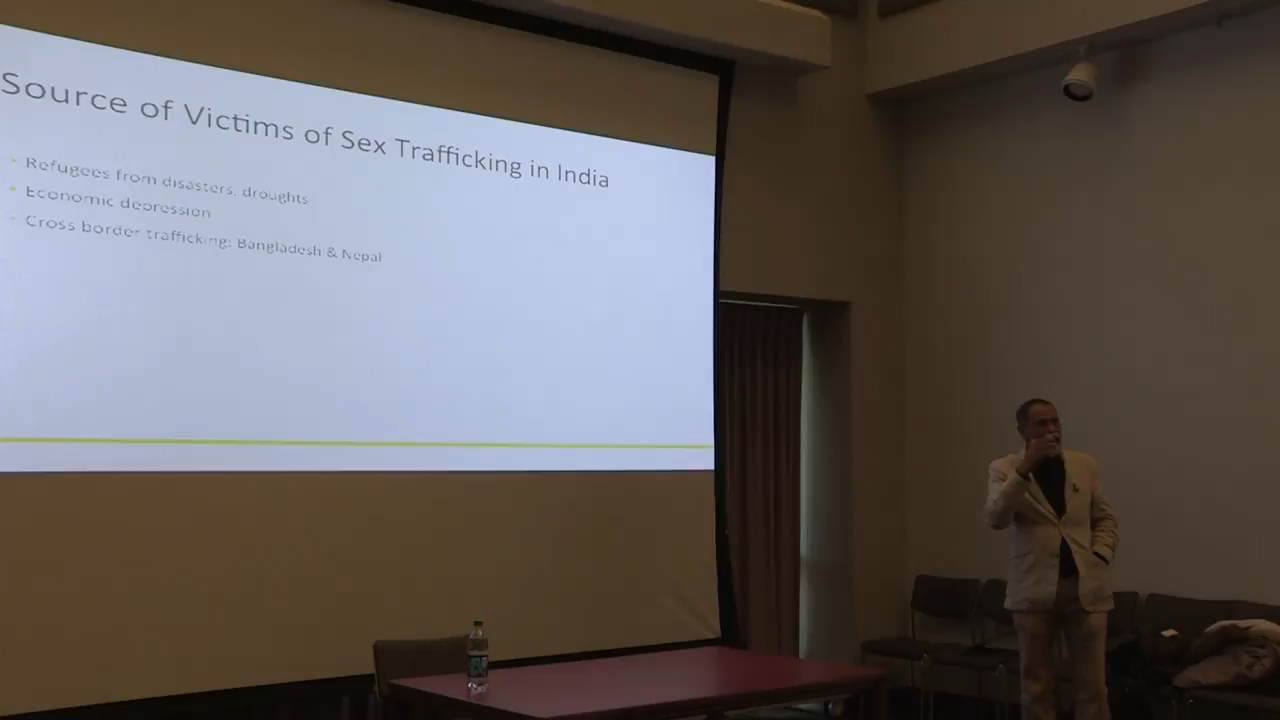 Source of Victims of Sex Trafficking in India
Refugees from disasters, droughts
Economic depression
Cross border trafficking: Bangladesh & Nepal